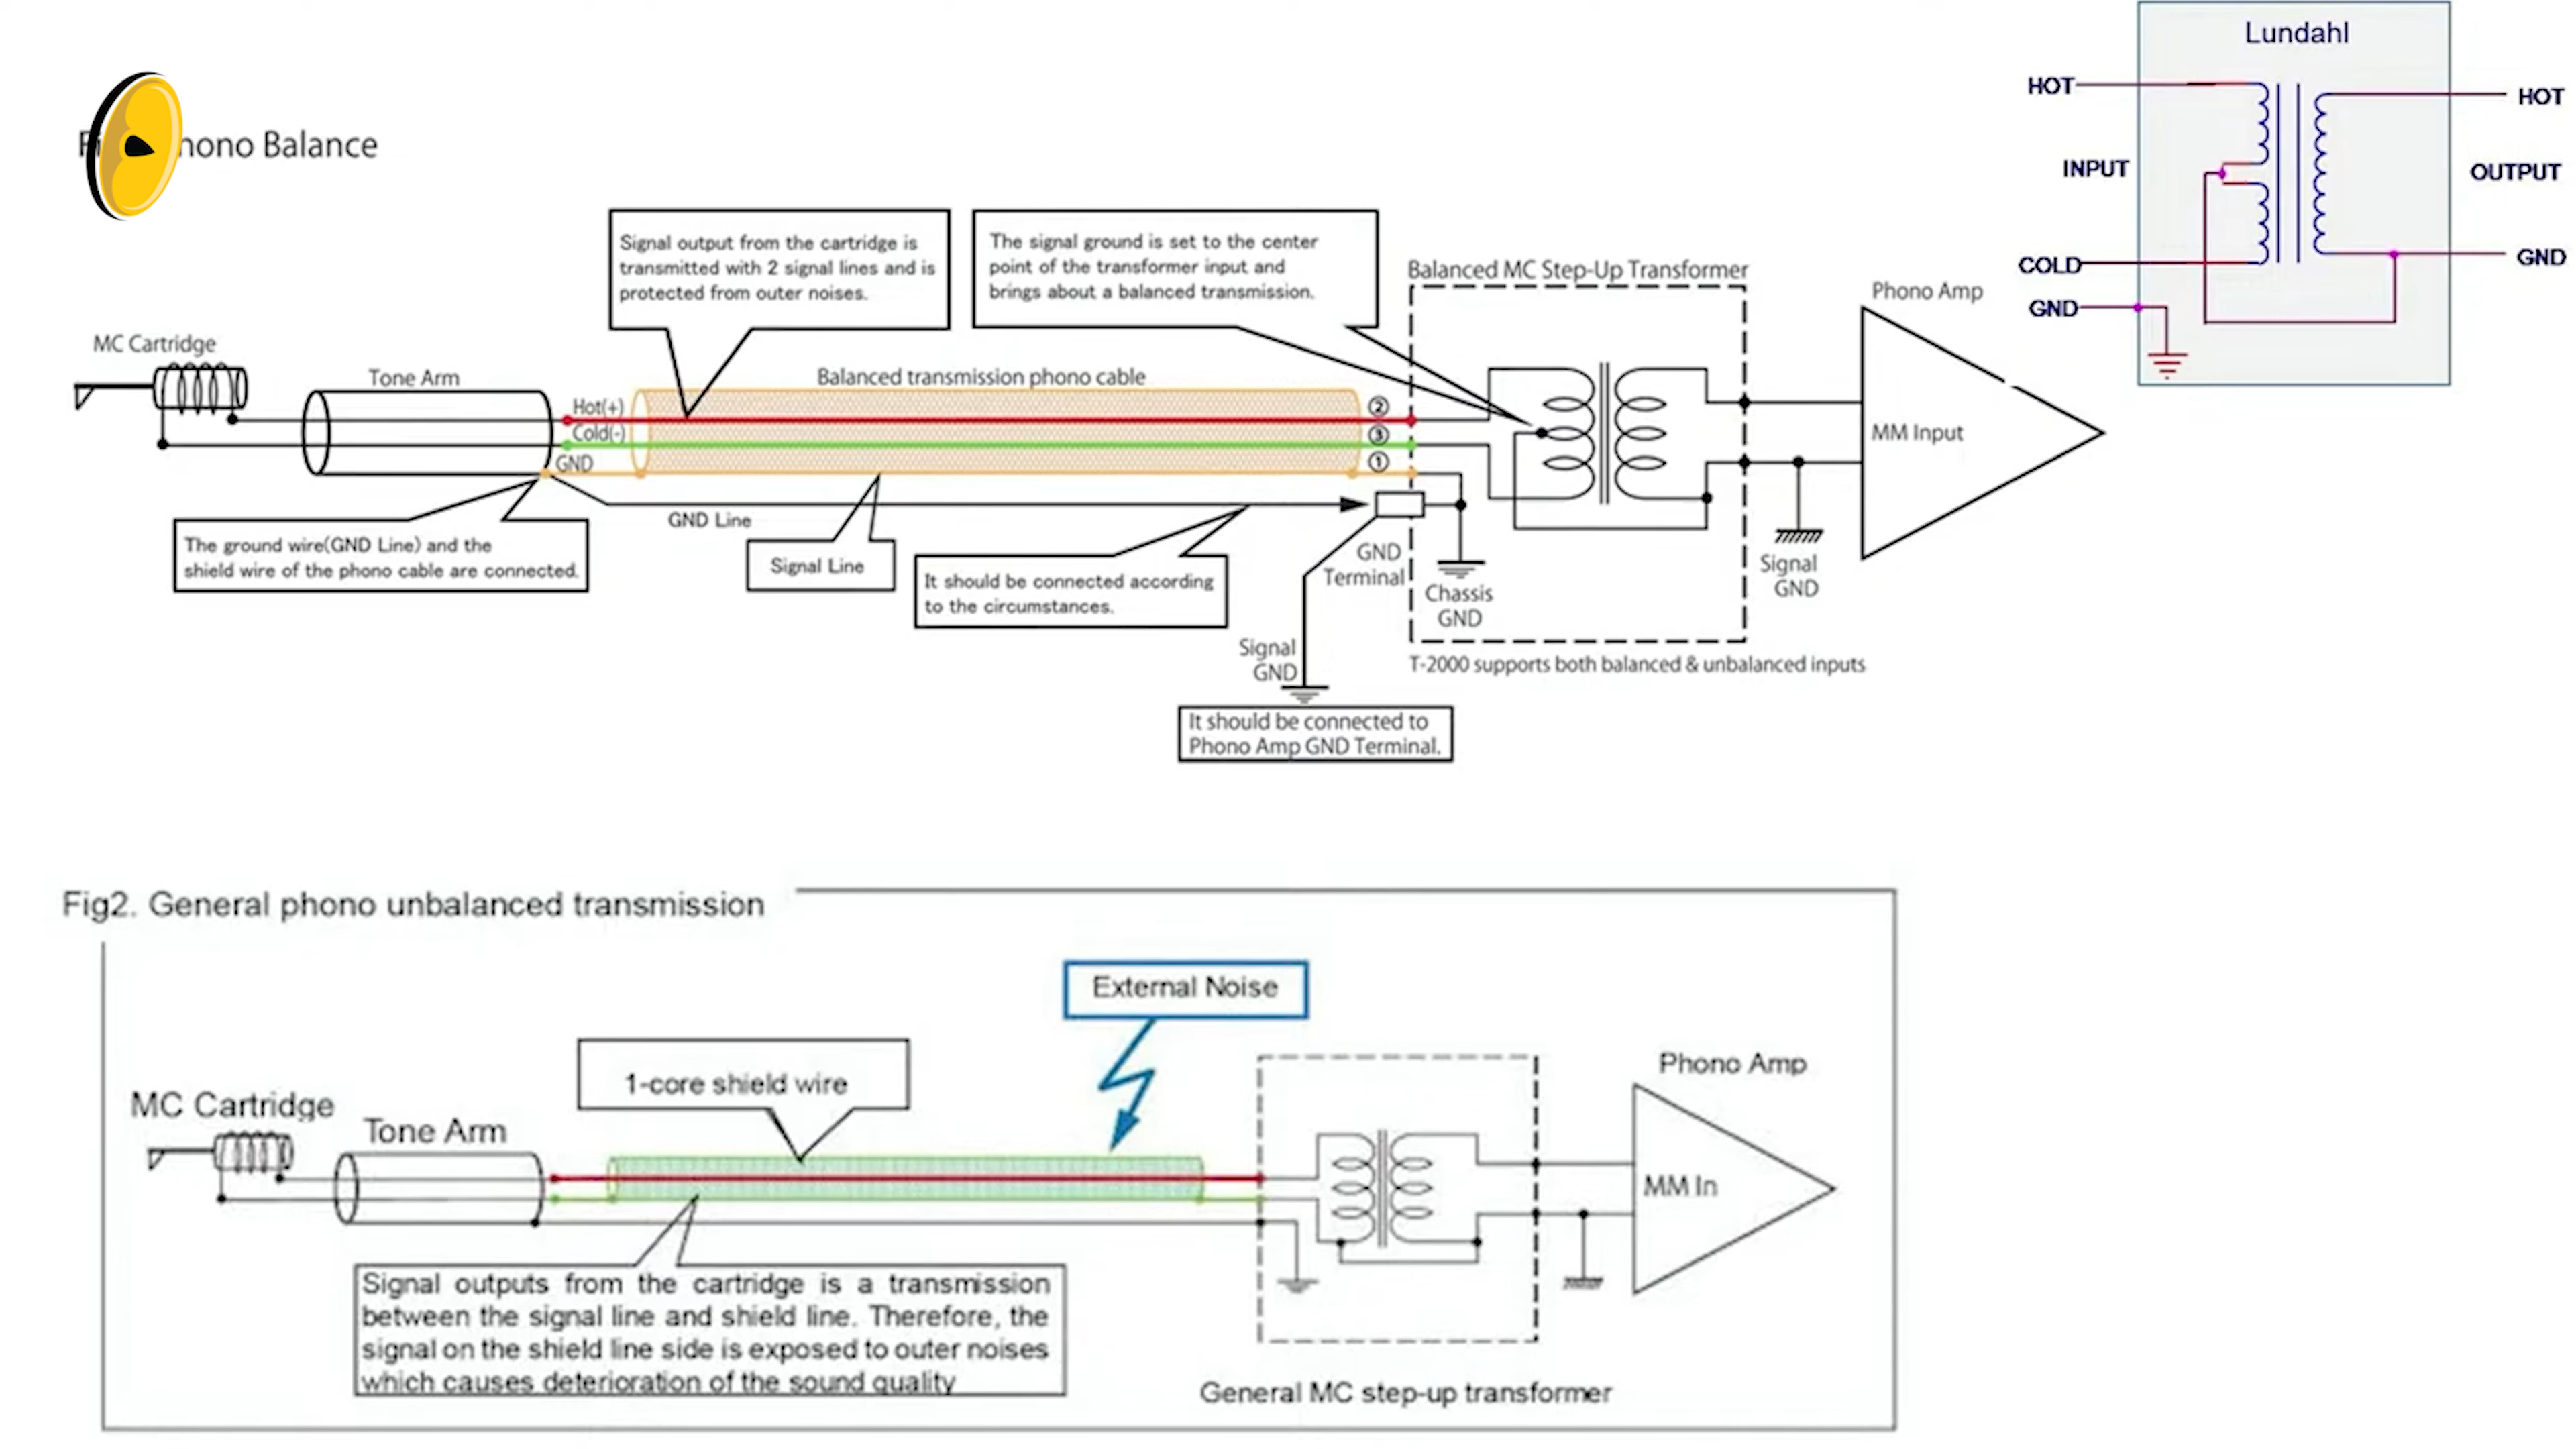 Lundahl
HOT
HOT
INPUT
OUTPUT
COLD
GND
GND
hono Balance
Signal output from the cartridge is
transmitted with 2 signal lines and is
protected from outer noises.
The signal ground is set to the center
point of the transformer input and
brings about a balanced transmission.
Balanced MC Step-Up Transformer
Phono Amp
MC Cartridge
Tone Arm
Balanced transmission phono cable
Hot(+)
②
Cold(-)
③
MM Input
GND
①
GND Line
The ground wire(GND Line) and the
shield wire of the phono cable are connected.
Signal Line
It should be connected according
to the circumstances.
GND
Terminal
Chassis
GND
Signal
GND
Signal
GND
T-2000 supports both balanced & unbalanced inputs
It should be connected to
Phono Amp GND Terminal.
Fig2. General phono unbalanced transmission
External Noise
1-core shield wire
Phono Amp
MC Cartridge
Tone Arm
MM In
Signal outputs from the cartridge is a transmission
between the signal line and shield line. Therefore, the
signal on the shield line side is exposed to outer noises
which causes deterioration of the sound quality
General MC step-up transformer